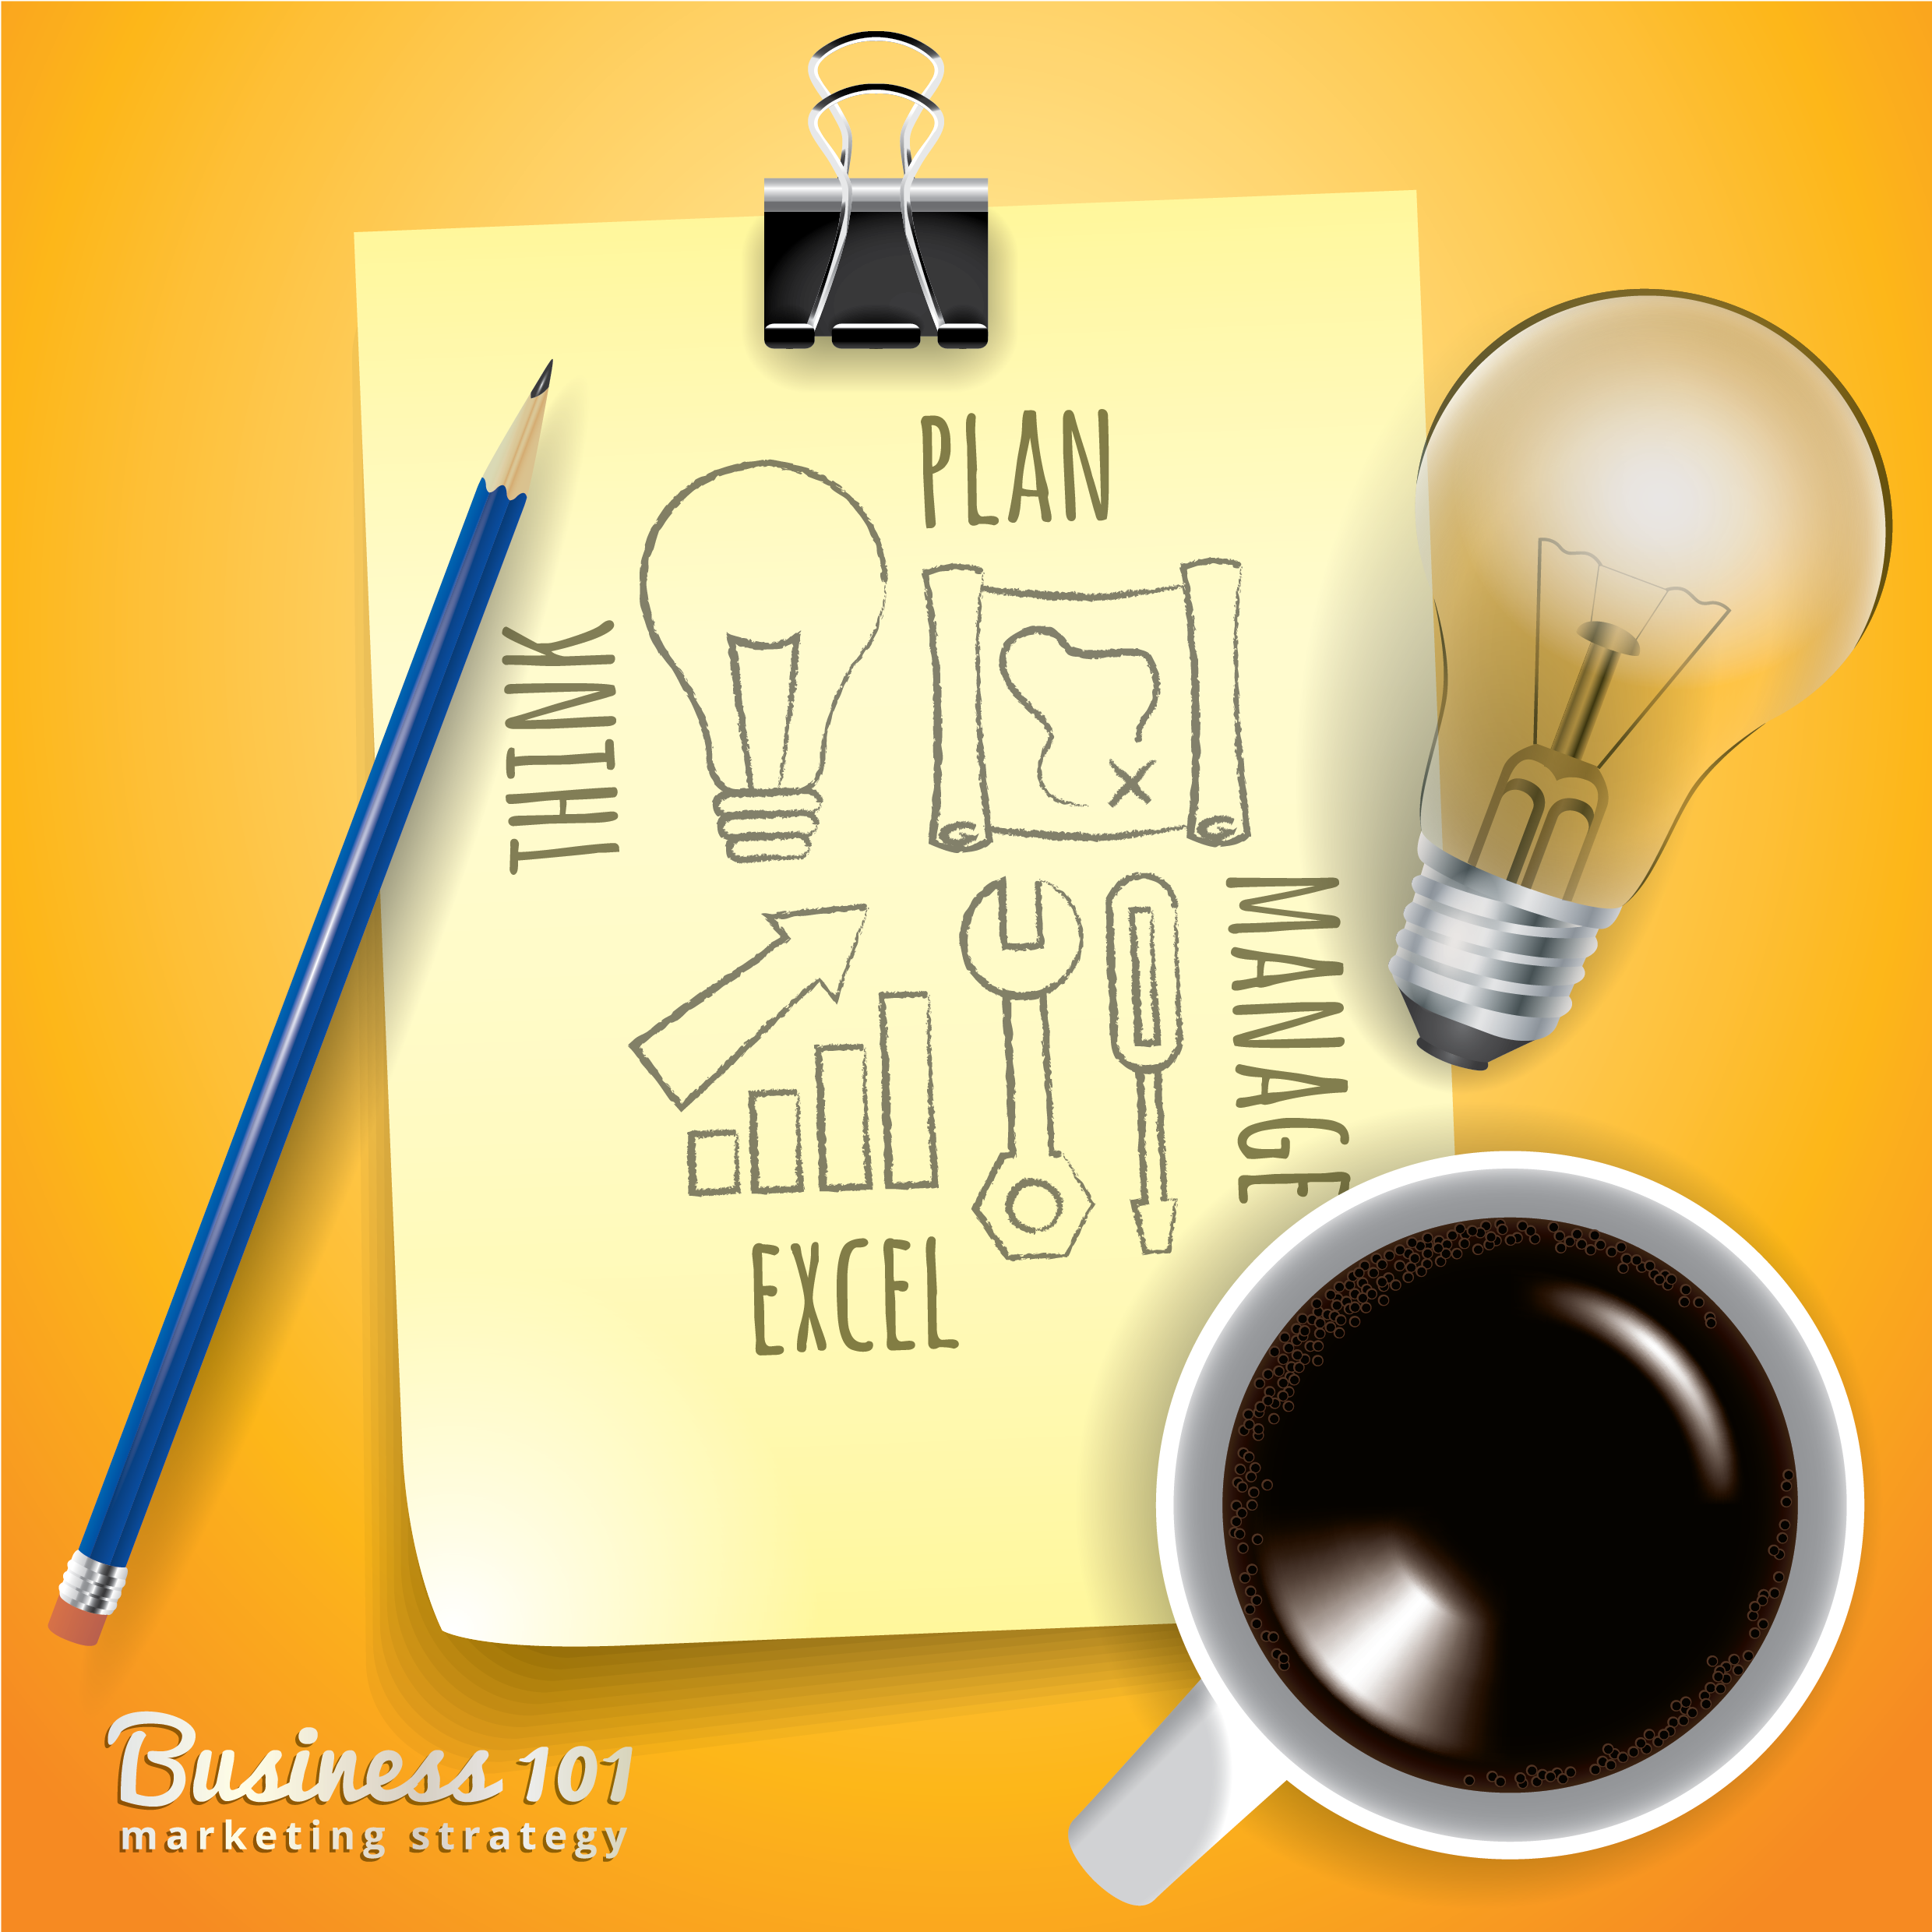 PLAN
THINK
MANAGE
EXCEL
Business 101
marketing strategy